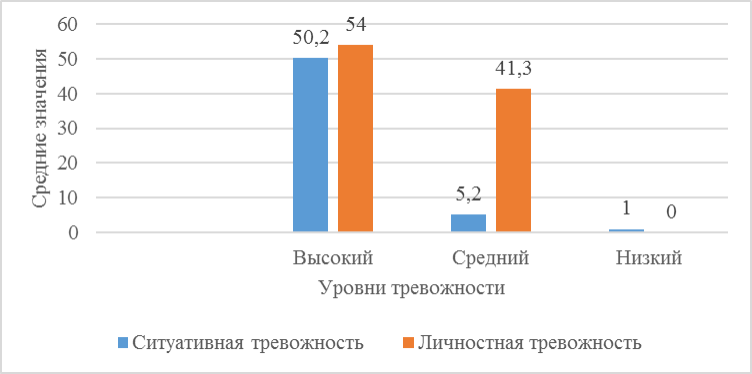 60
50
40
30
20
10
0
Средние значения
50,2
54
5,2
41,3
1
0
Высокий
Средний
Низкий
Уровни тревожности
Ситуативная тревожность
Личностная тревожность